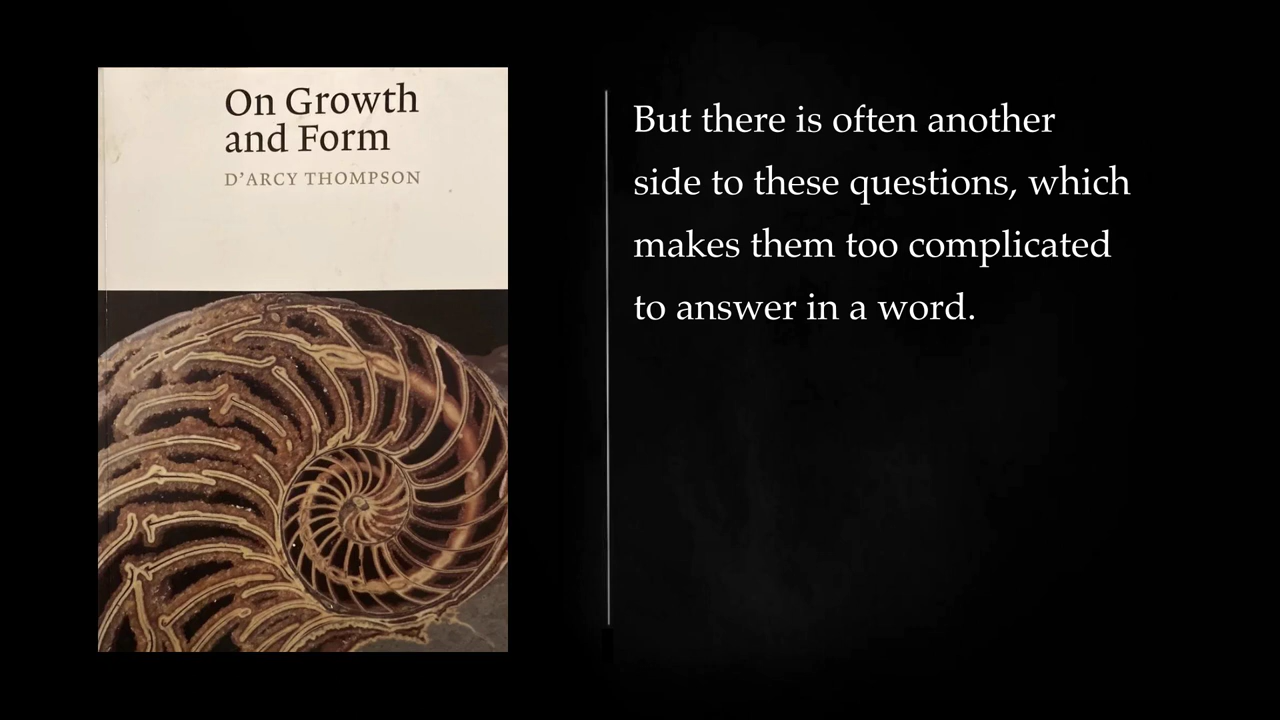 On Growth
and Form
D'ARCY THOMPSON
But there is often another
side to these questions, which
makes them too complicated
to answer in a word.